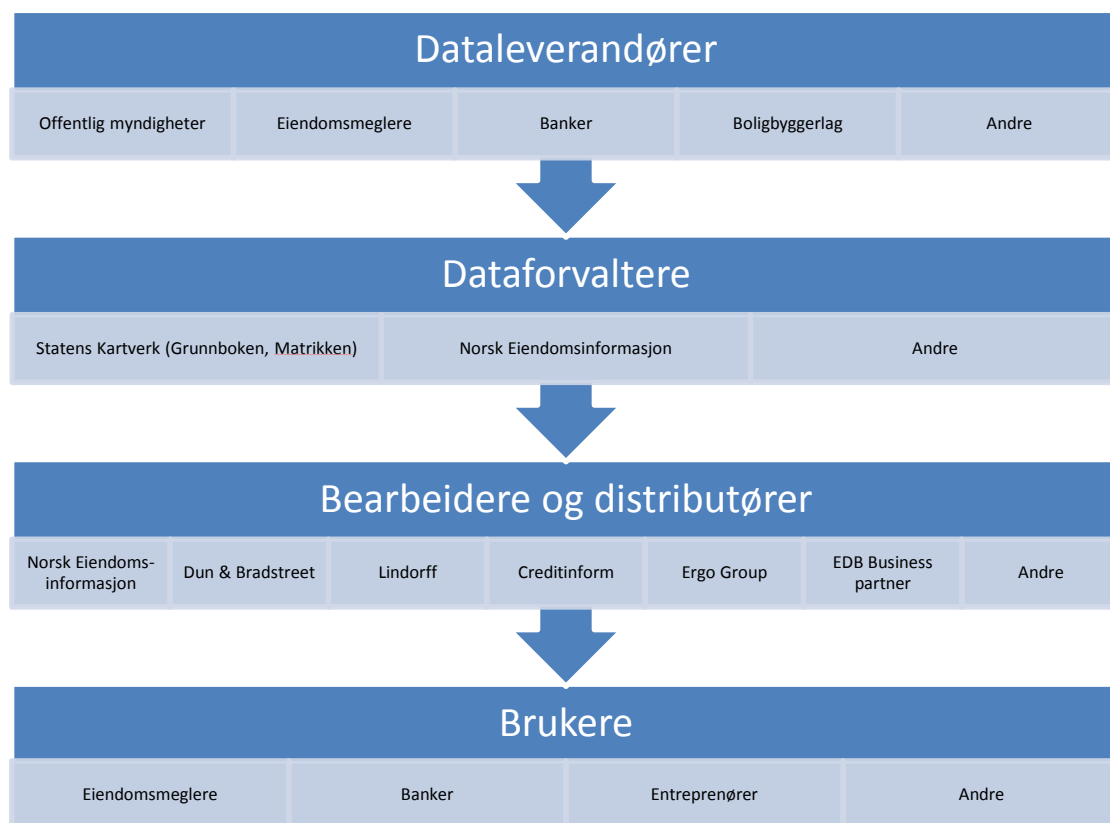 Dataleverandører
Offentlig myndigheter
Eiendomsmeglere
Banker
Boligbyggerlag
Andre
Dataforvaltere
Statens Kartverk (Grunnboken, Matrikken)
Norsk Eiendomsinformasjon
Andre
Bearbeidere og distributører
Norsk Eiendoms-
informasjon
Dun & Bradstreet
Lindorff
Creditinform
Ergo Group
EDB Business
partner
Andre
Brukere
Eiendomsmeglere
Banker
Entreprenører
Andre